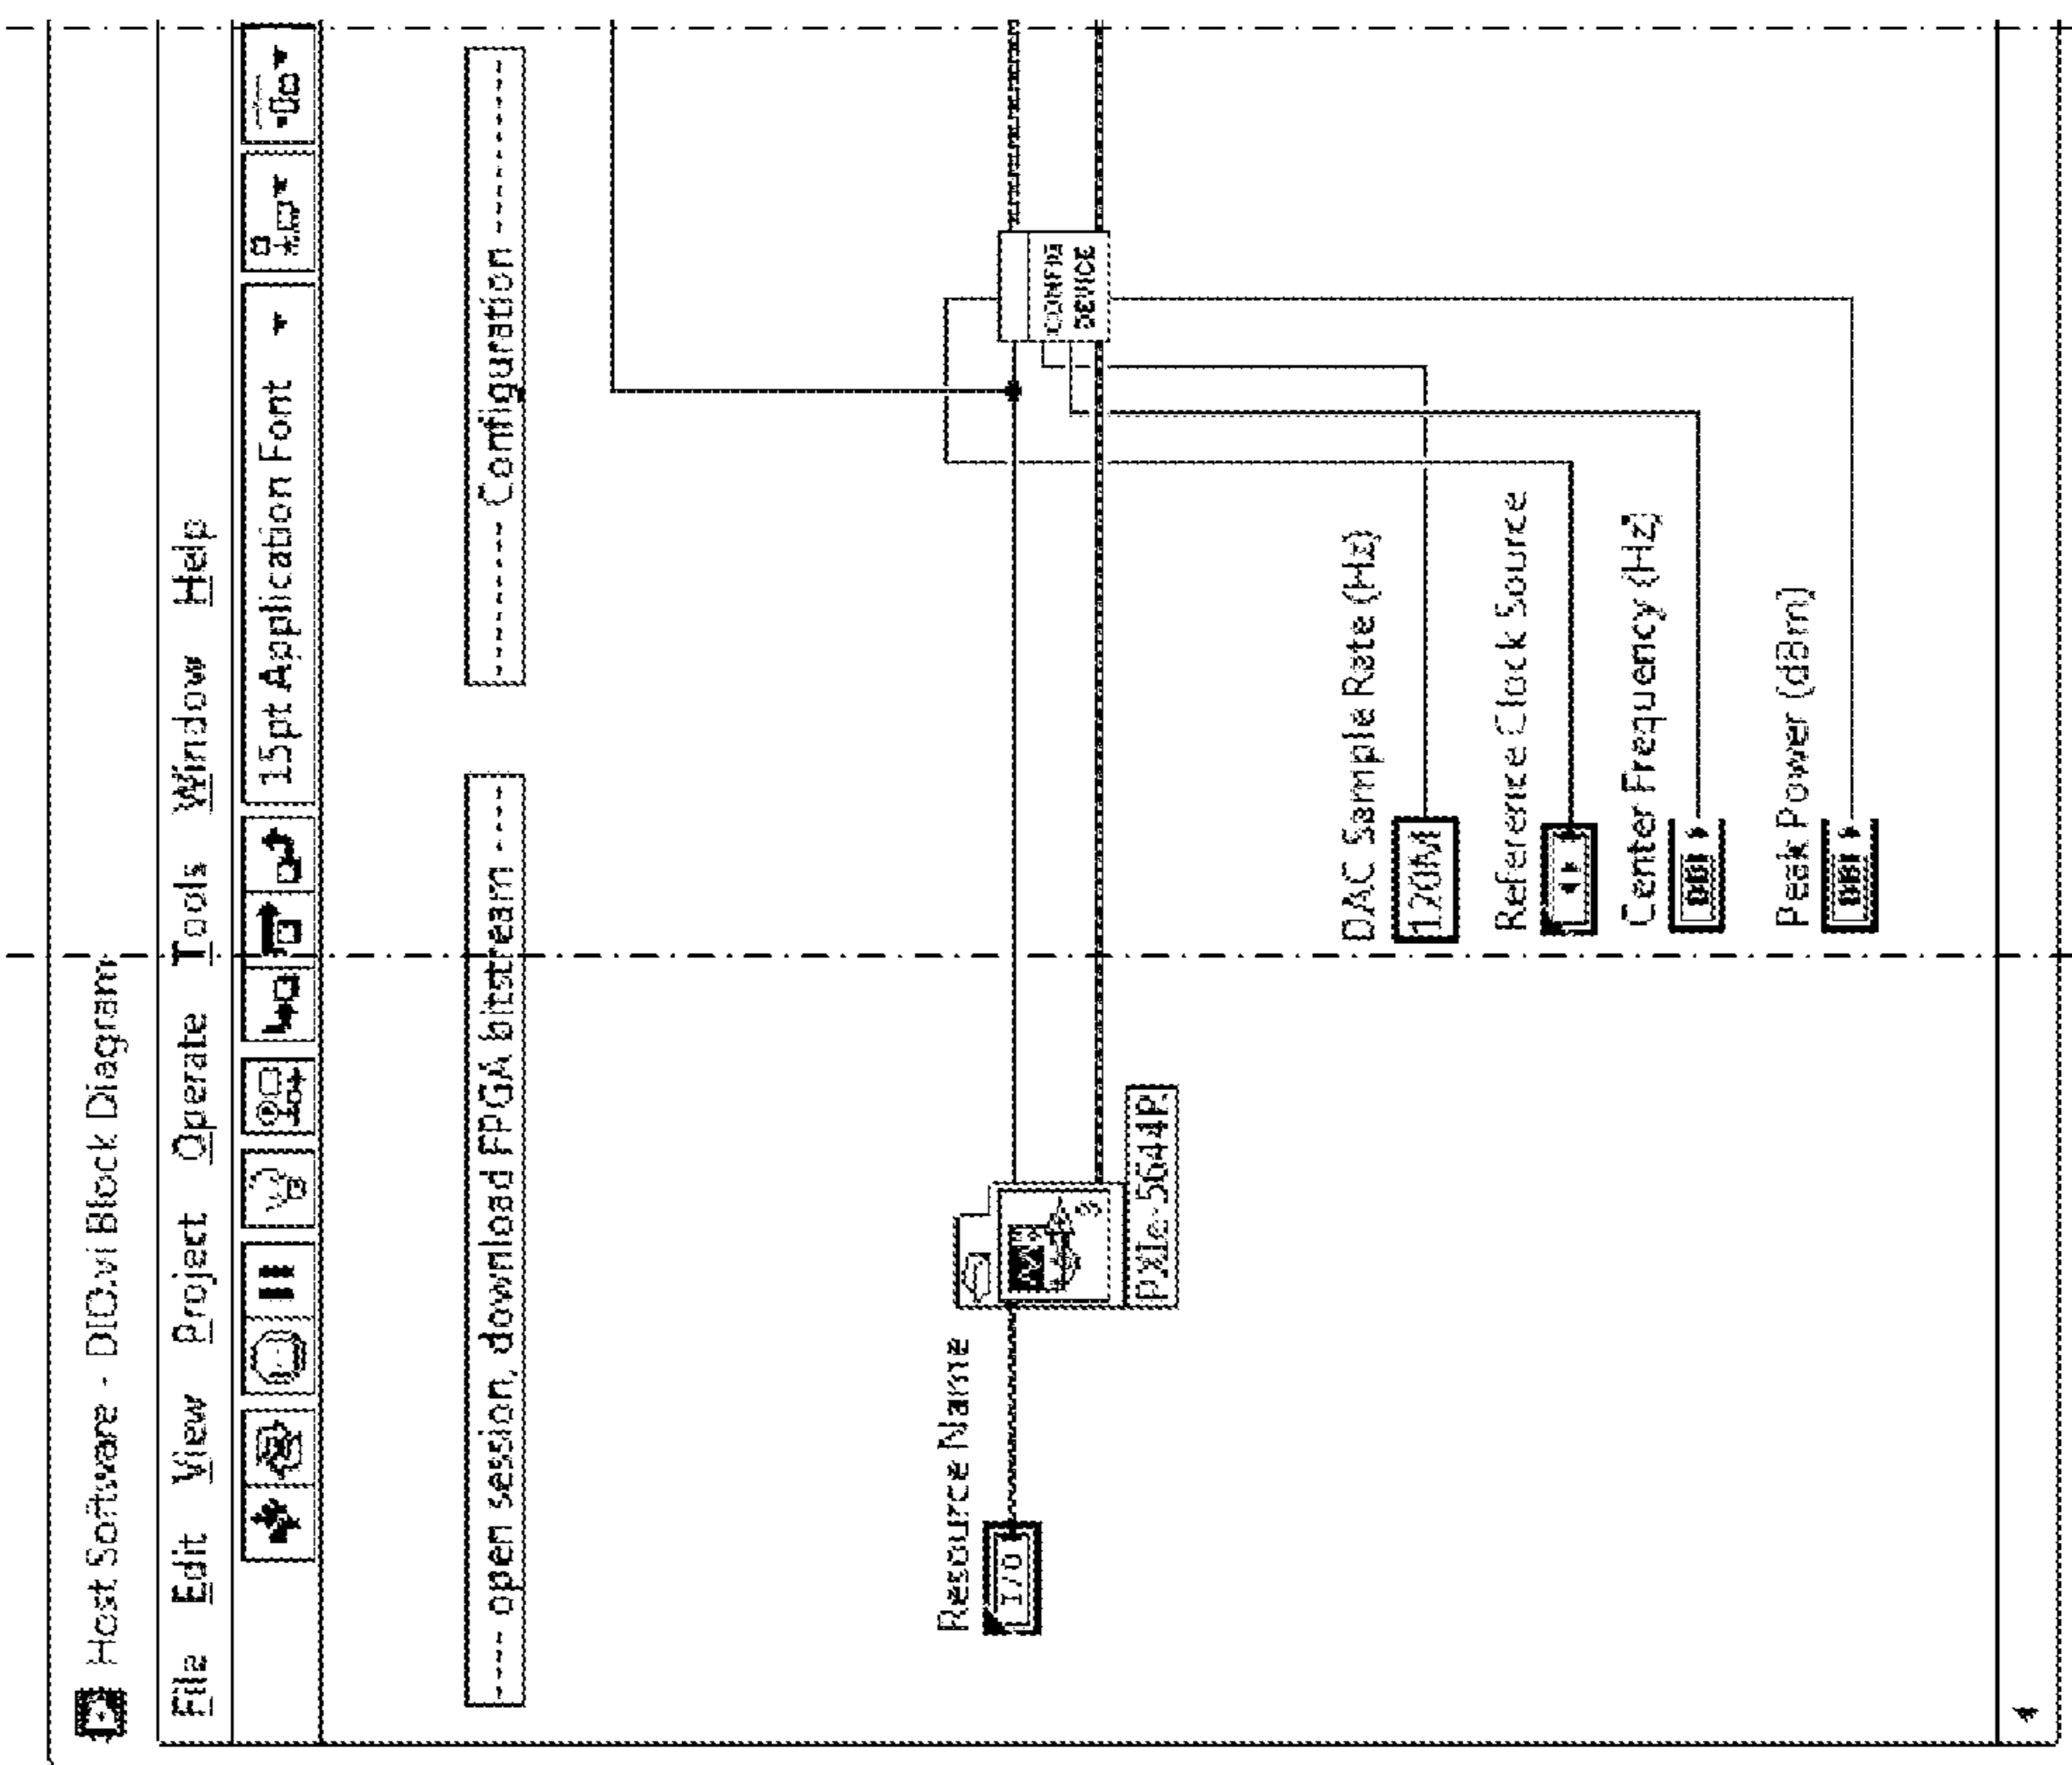 Host Software - DIO.vi Block Diagram
File Edit View Project Operate Tools Window Help
15pt Application Font
---- open session, download FPGA bitstream ----
---------- Configuration ----------
Resource Name
I/O
PXIe-5644R
CONFIG
DEVICE
DAC Sample Rate (Hz)
120M
Reference Clock Source
Center Frequency (Hz)
DBL
Peak Power (dBm)
DBL